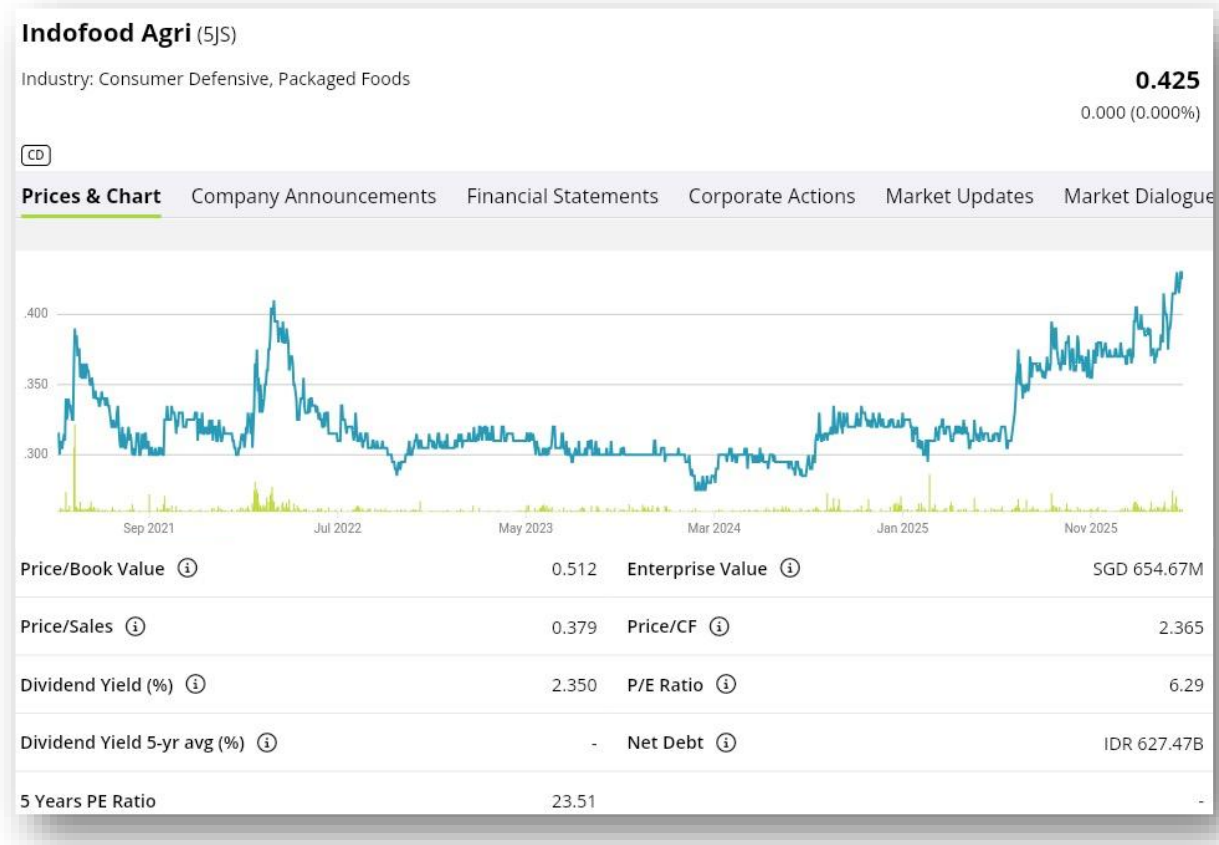 Indofood Agri (5JS)
Industry: Consumer Defensive, Packaged Foods
0.425
0.000 (0.000%)
CD
Prices & Chart Company Announcements Financial Statements Corporate Actions Market Updates Market Dialogue
.400
.350
.300
Sep 2021 Jul 2022 May 2023 Mar 2024 Jan 2025 Nov 2025
Price/Book Value 0.512 Enterprise Value SGD 654.67M
Price/Sales 0.379 Price/CF 2.365
Dividend Yield (%) 2.350 P/E Ratio 6.29
Dividend Yield 5-yr avg (%) - Net Debt IDR 627.47B
5 Years PE Ratio 23.51 -